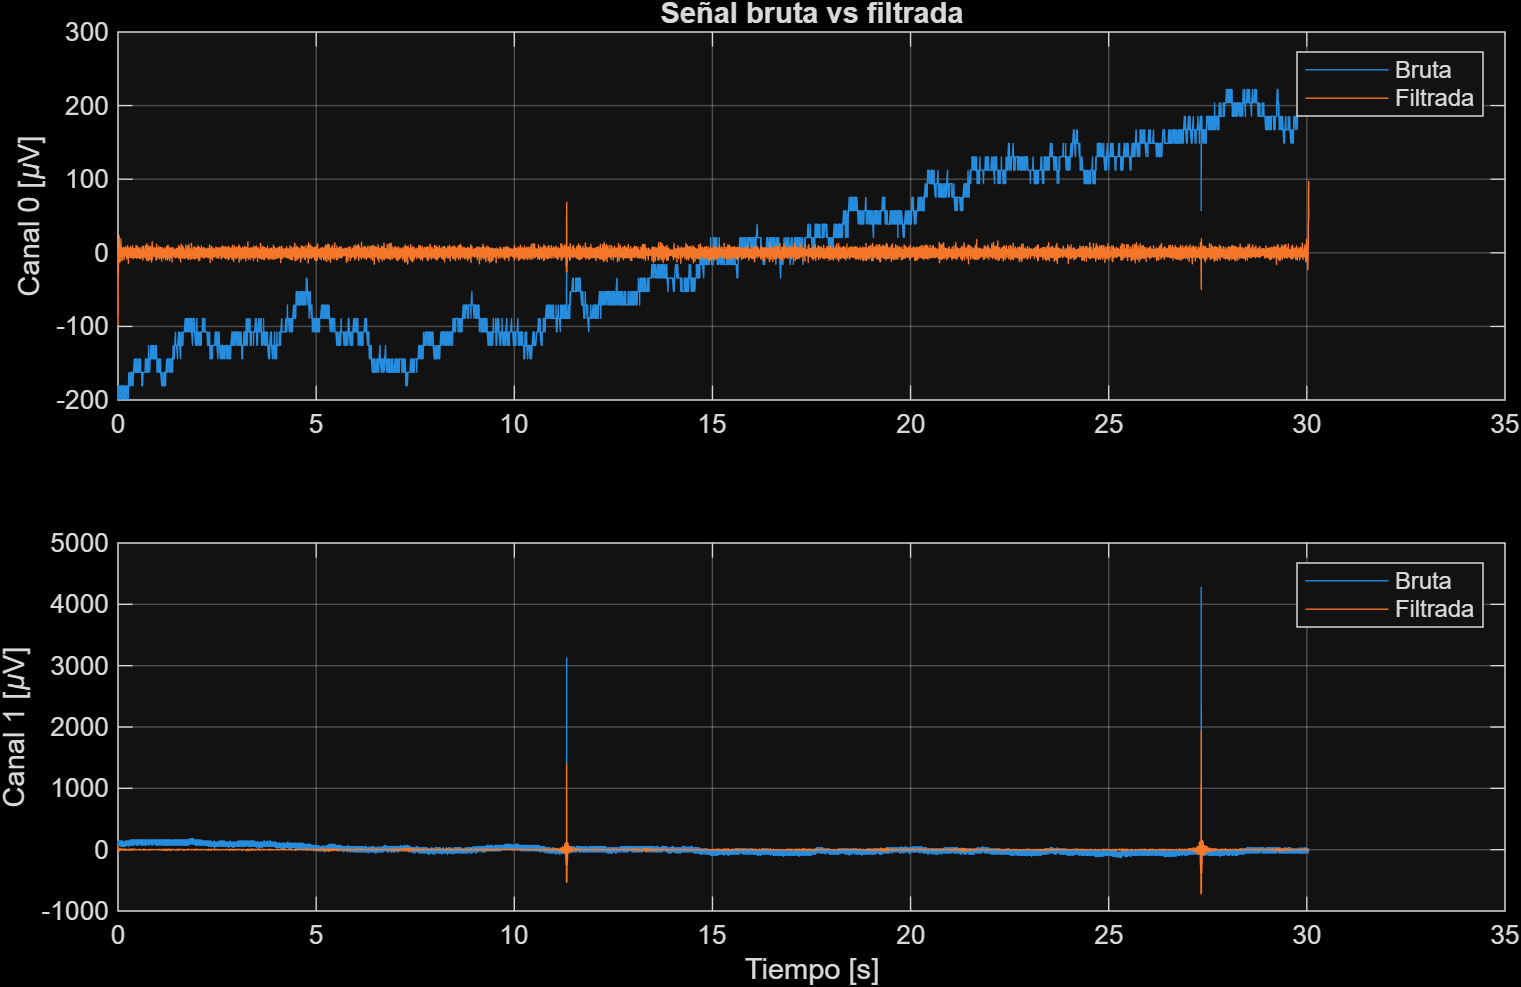 Señal bruta vs filtrada
300
200
100
0
-100
-200
Canal 0 [µV]
Bruta
Filtrada
0 5 10 15 20 25 30 35
5000
4000
3000
2000
1000
0
-1000
Canal 1 [µV]
Bruta
Filtrada
0 5 10 15 20 25 30 35
Tiempo [s]